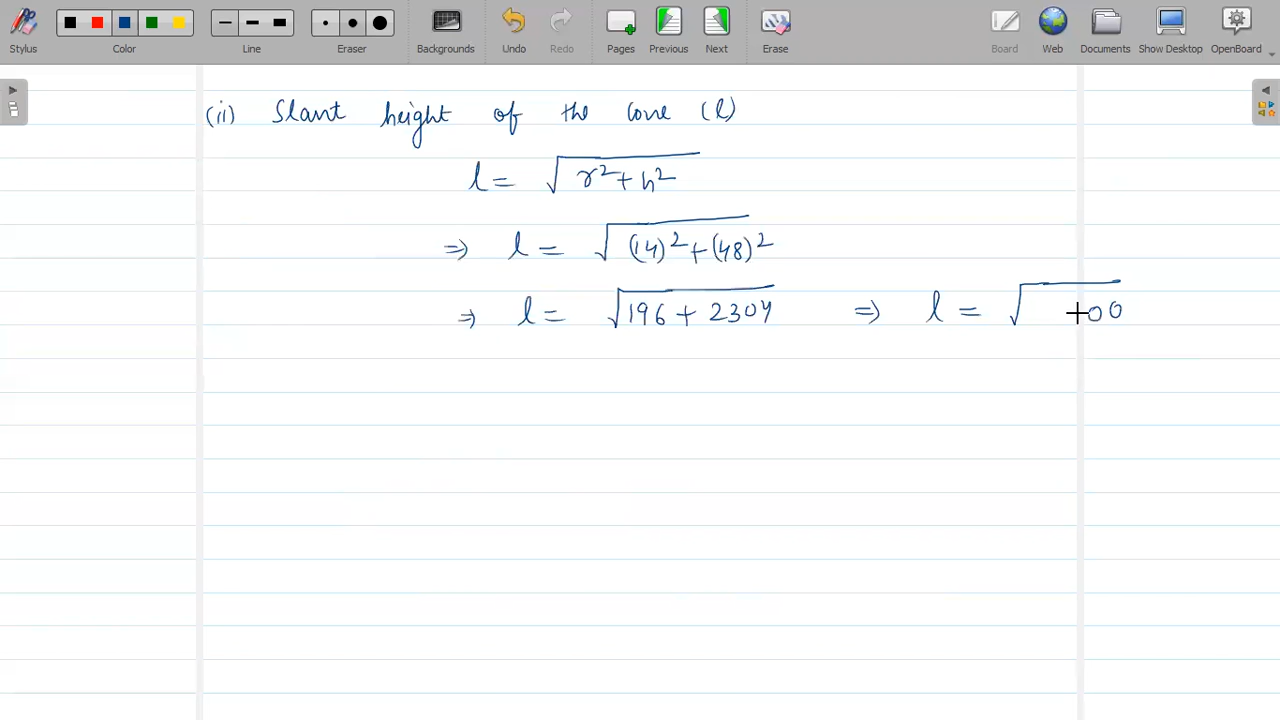 Stylus Color Line Eraser Backgrounds Undo Redo Pages Previous Next Erase Board Web Documents Show Desktop OpenBoard
(ii) Slant height of the cone (l)
l = √r²+h²
⇒ l = √(14)²+(48)²
⇒ l = √196 + 2304 ⇒ l = √ 00